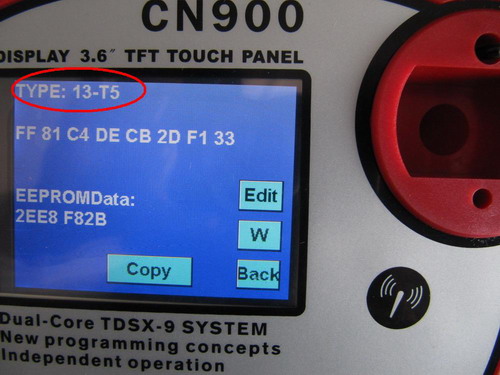 CN900
DISPLAY 3.6″ TFT TOUCH PANEL
TYPE: 13-T5
FF 81 C4 DE CB 2D F1 33
EEPROMData:
2EE8 F82B
Edit
W
Copy
Back
Dual-Core TDSX-9 SYSTEM
New programming concepts
Independent operation